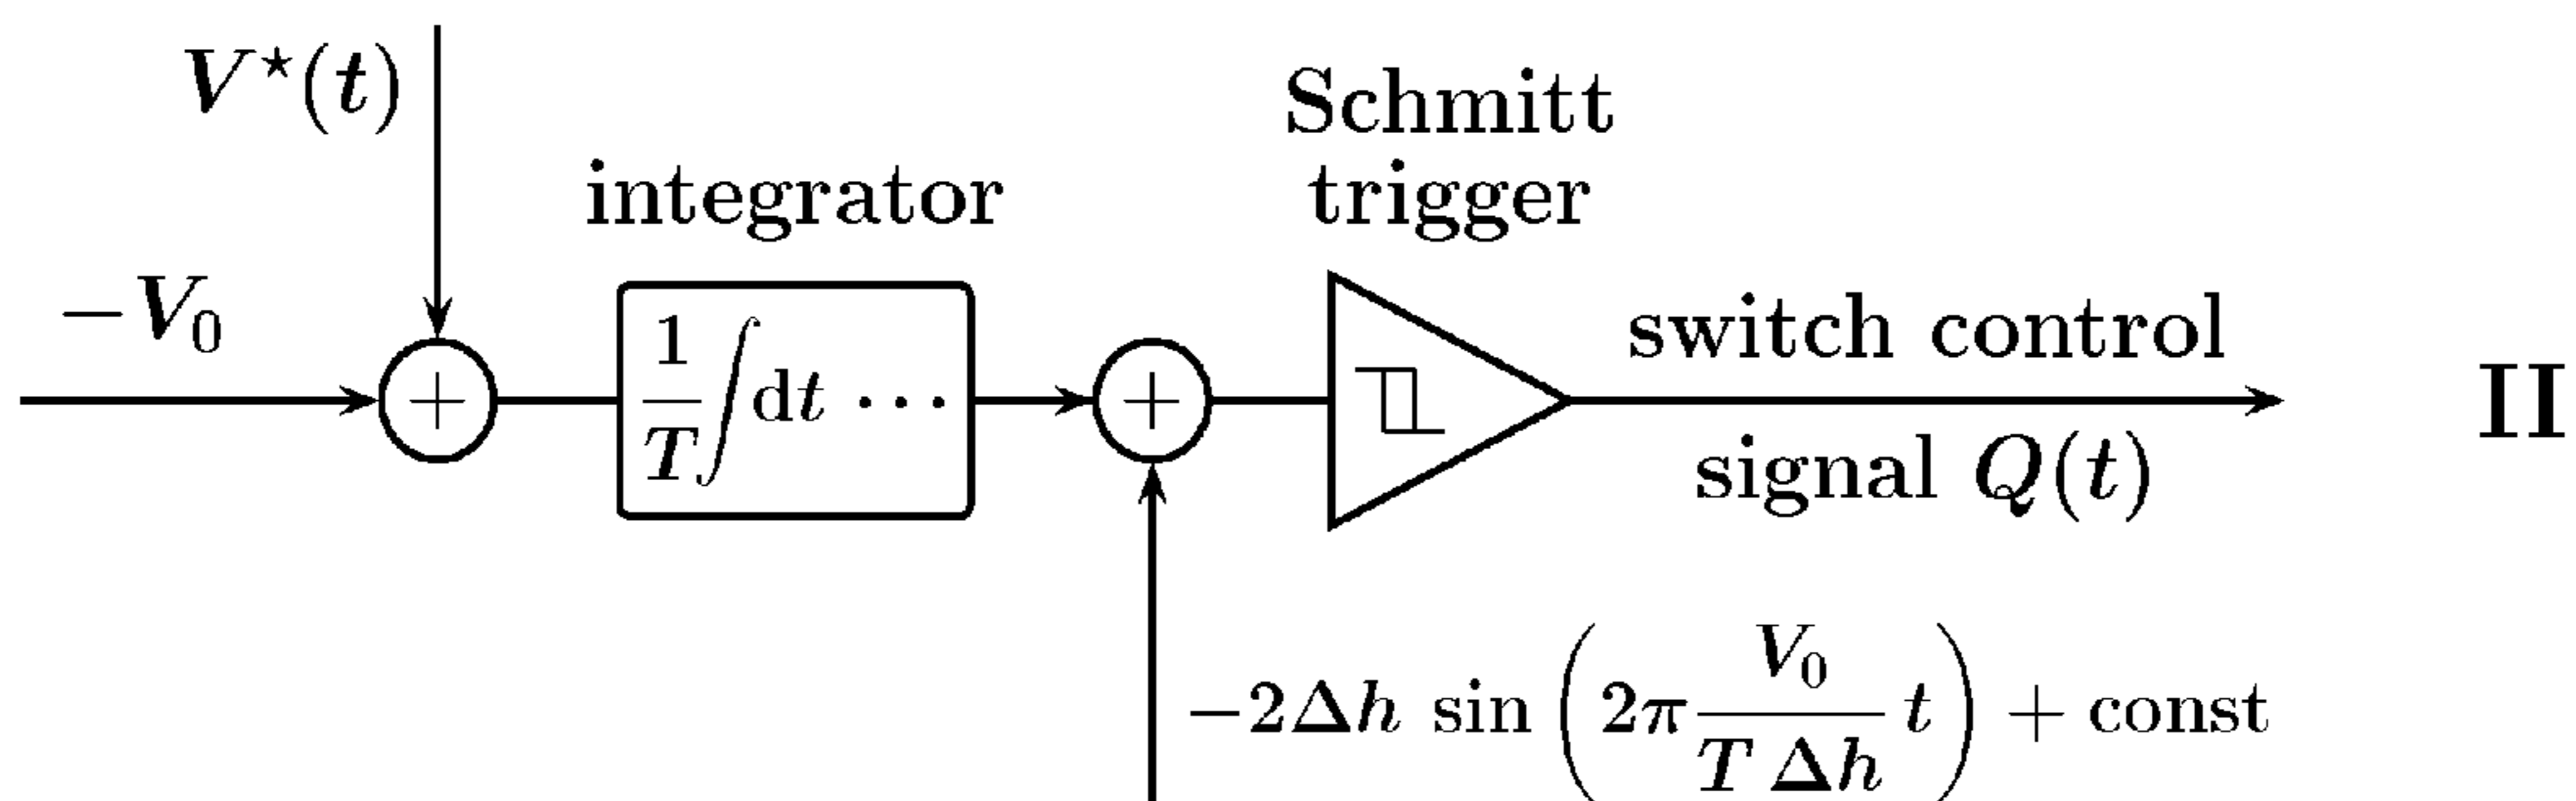 V⋆(t)
Schmitt
trigger
integrator
−V₀
+
1/T ∫dt ···
+
switch control
signal Q(t)
II
−2Δh sin(2π V₀/(T Δh) t) + const